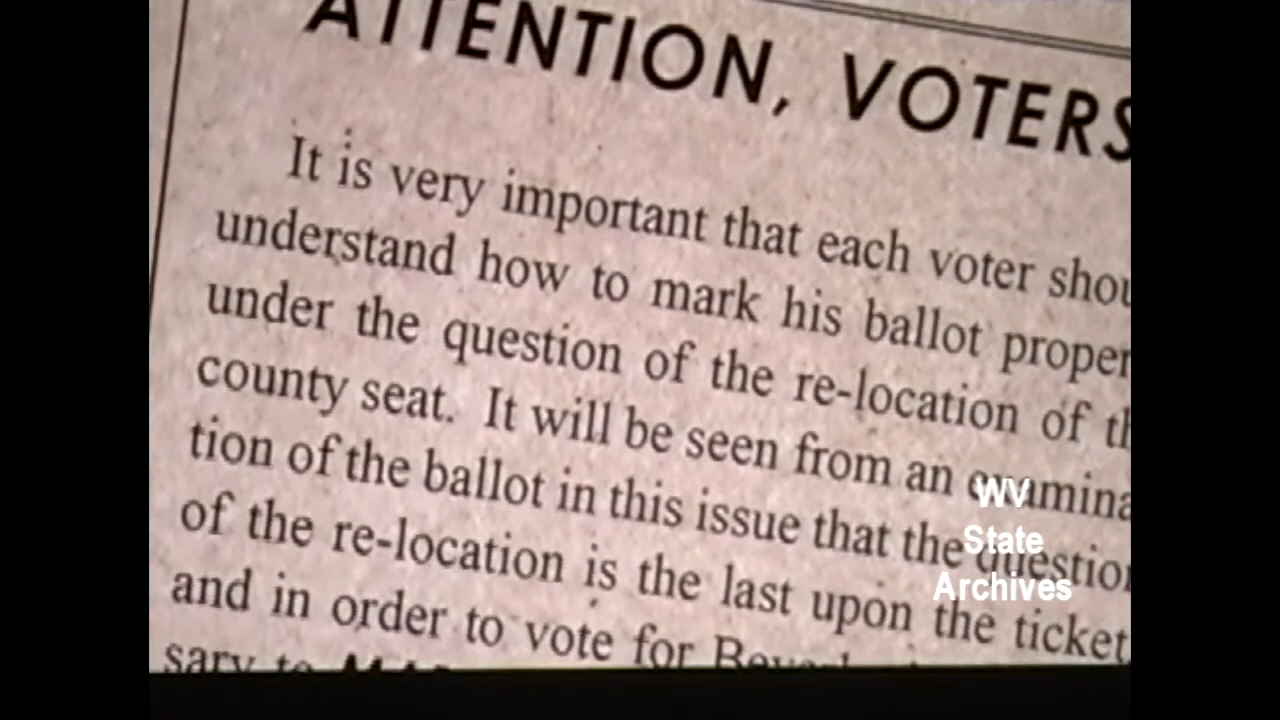 ATTENTION, VOTERS
It is very important that each voter shou
understand how to mark his ballot proper
under the question of the re-location of th
county seat. It will be seen from an examina
tion of the ballot in this issue that the question
of the re-location is the last upon the ticket
and in order to vote for
sary to
WV
State
Archives